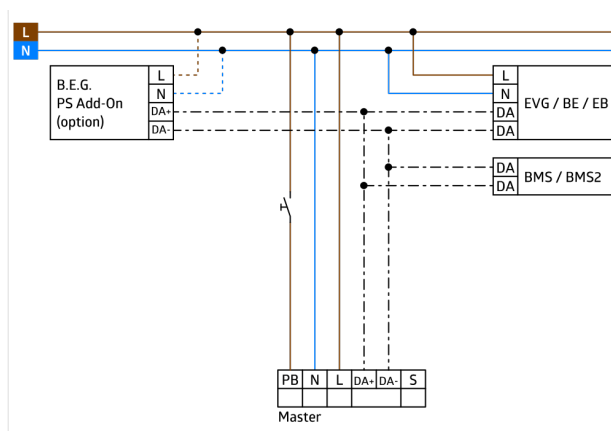 L
N
B.E.G.
PS Add-On
(option)
L
N
DA+
DA-
L
N
DA
DA
EVG / BE / EB
DA
DA
BMS / BMS2
PB N L DA+ DA- S
Master